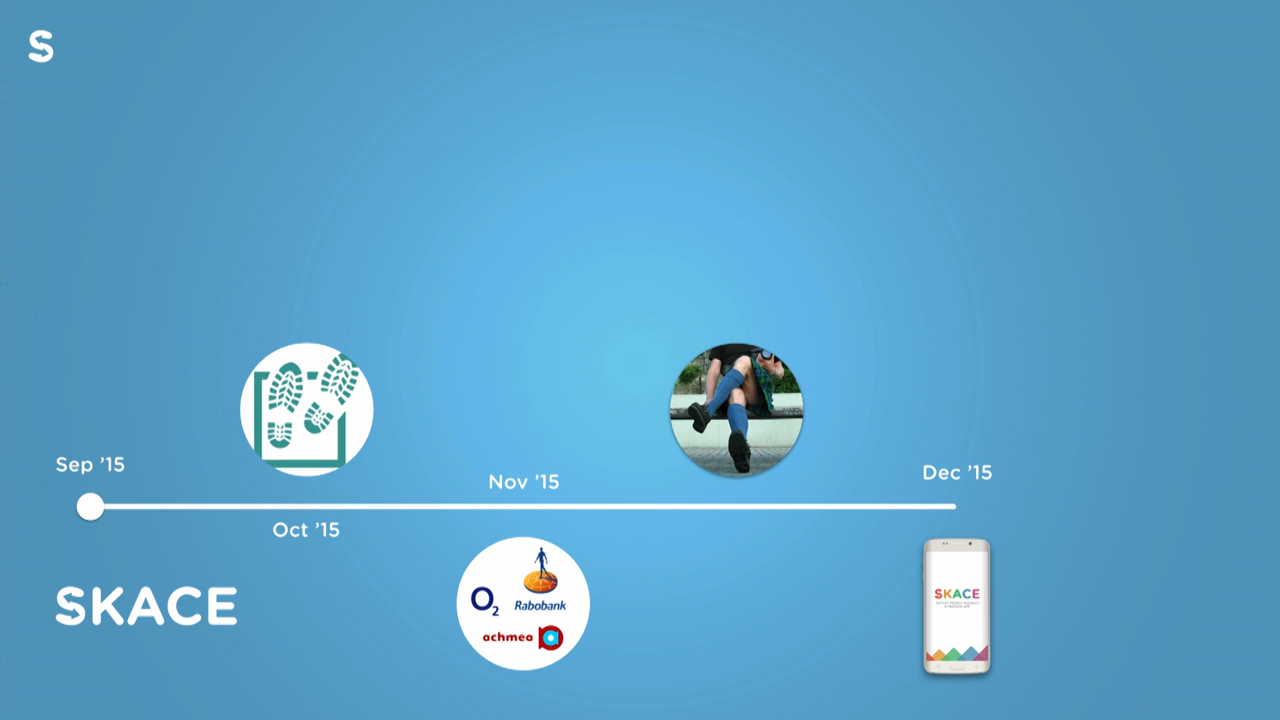 S
Sep ’15
Oct ’15
Nov ’15
Dec ’15
SKACE
O2
Rabobank
achmea
SKACE